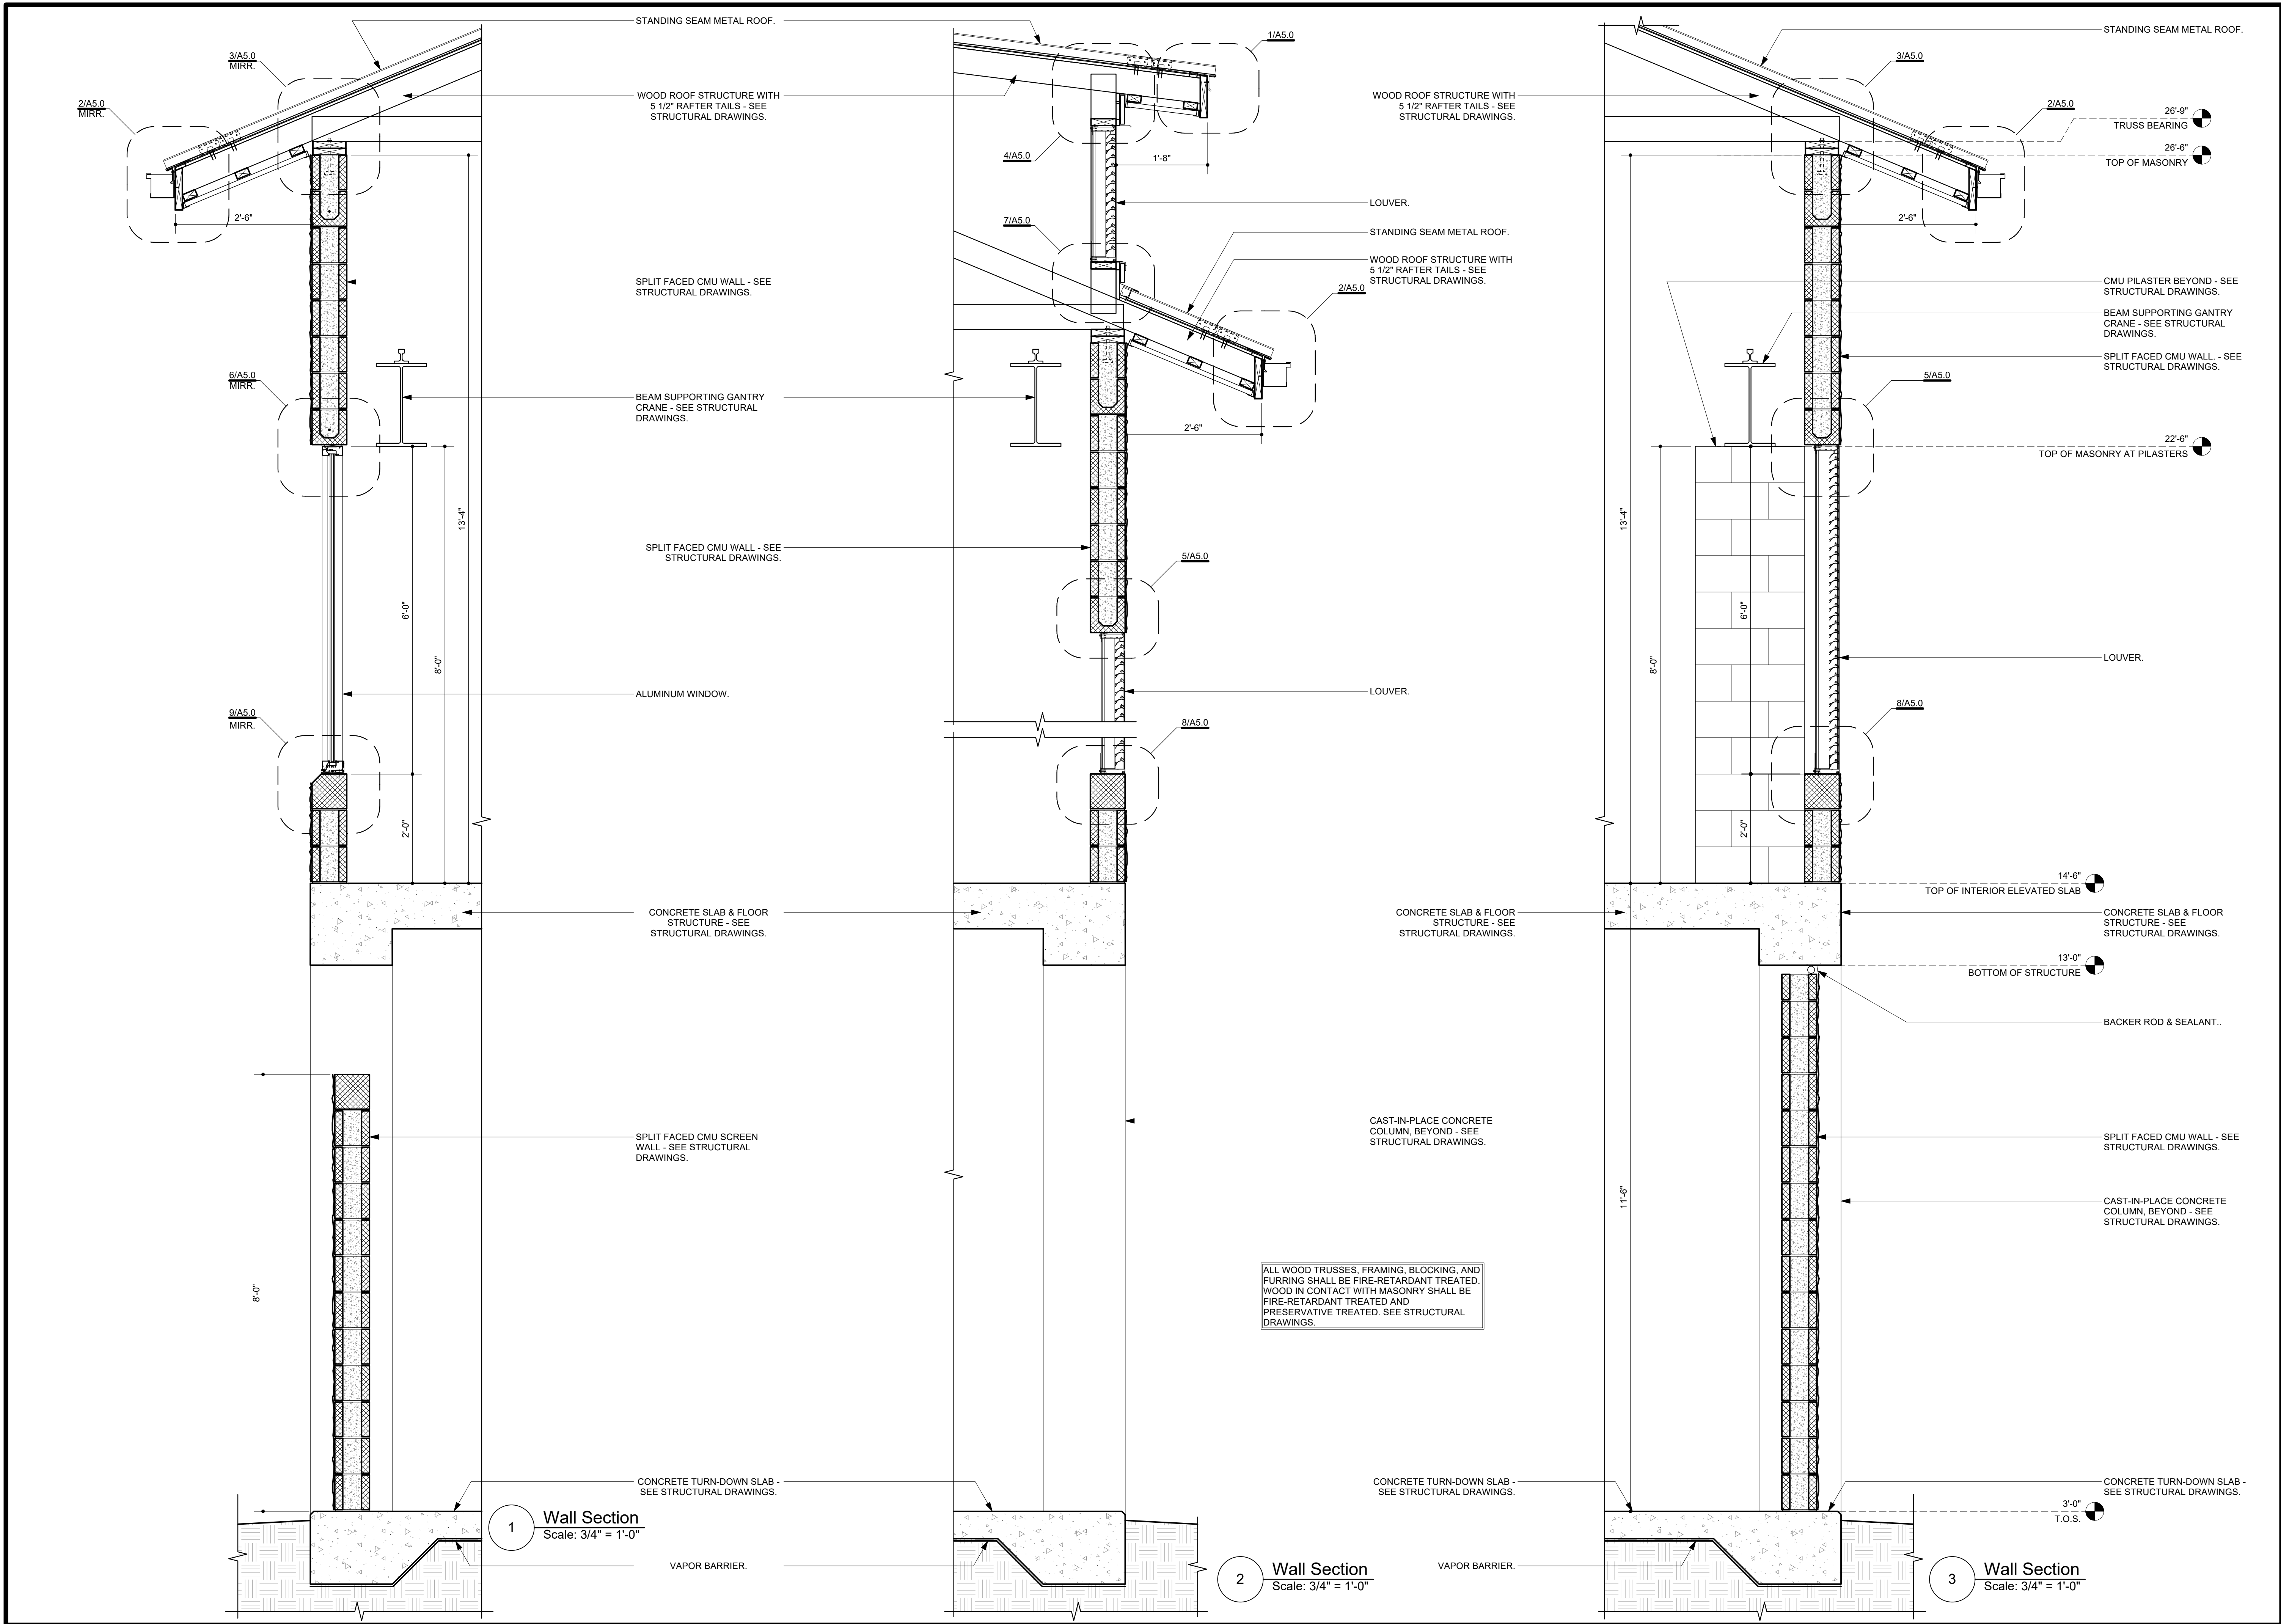 STANDING SEAM METAL ROOF.
3/A5.0
MIRR.
2/A5.0
MIRR.
WOOD ROOF STRUCTURE WITH
5 1/2" RAFTER TAILS - SEE
STRUCTURAL DRAWINGS.
2'-6"
SPLIT FACED CMU WALL - SEE
STRUCTURAL DRAWINGS.
6/A5.0
MIRR.
BEAM SUPPORTING GANTRY
CRANE - SEE STRUCTURAL
DRAWINGS.
13'-4"
6'-0"
8'-0"
ALUMINUM WINDOW.
9/A5.0
MIRR.
2'-0"
CONCRETE SLAB & FLOOR
STRUCTURE - SEE
STRUCTURAL DRAWINGS.
SPLIT FACED CMU SCREEN
WALL - SEE STRUCTURAL
DRAWINGS.
8'-0"
CONCRETE TURN-DOWN SLAB -
SEE STRUCTURAL DRAWINGS.
1
Wall Section
Scale: 3/4" = 1'-0"
VAPOR BARRIER.
1/A5.0
4/A5.0
1'-8"
LOUVER.
7/A5.0
STANDING SEAM METAL ROOF.
WOOD ROOF STRUCTURE WITH
5 1/2" RAFTER TAILS - SEE
STRUCTURAL DRAWINGS.
2/A5.0
2'-6"
SPLIT FACED CMU WALL - SEE
STRUCTURAL DRAWINGS.
5/A5.0
LOUVER.
8/A5.0
CAST-IN-PLACE CONCRETE
COLUMN, BEYOND - SEE
STRUCTURAL DRAWINGS.
ALL WOOD TRUSSES, FRAMING, BLOCKING, AND
FURRING SHALL BE FIRE-RETARDANT TREATED.
WOOD IN CONTACT WITH MASONRY SHALL BE
FIRE-RETARDANT TREATED AND
PRESERVATIVE TREATED. SEE STRUCTURAL
DRAWINGS.
2
Wall Section
Scale: 3/4" = 1'-0"
STANDING SEAM METAL ROOF.
3/A5.0
WOOD ROOF STRUCTURE WITH
5 1/2" RAFTER TAILS - SEE
STRUCTURAL DRAWINGS.
2/A5.0
26'-9"
TRUSS BEARING
26'-6"
TOP OF MASONRY
2'-6"
CMU PILASTER BEYOND - SEE
STRUCTURAL DRAWINGS.
BEAM SUPPORTING GANTRY
CRANE - SEE STRUCTURAL
DRAWINGS.
SPLIT FACED CMU WALL. - SEE
STRUCTURAL DRAWINGS.
5/A5.0
22'-6"
TOP OF MASONRY AT PILASTERS
13'-4"
8'-0"
6'-0"
LOUVER.
8/A5.0
2'-0"
14'-6"
TOP OF INTERIOR ELEVATED SLAB
CONCRETE SLAB & FLOOR
STRUCTURE - SEE
STRUCTURAL DRAWINGS.
CONCRETE SLAB & FLOOR
STRUCTURE - SEE
STRUCTURAL DRAWINGS.
13'-0"
BOTTOM OF STRUCTURE
BACKER ROD & SEALANT..
SPLIT FACED CMU WALL - SEE
STRUCTURAL DRAWINGS.
11'-6"
CAST-IN-PLACE CONCRETE
COLUMN, BEYOND - SEE
STRUCTURAL DRAWINGS.
CONCRETE TURN-DOWN SLAB -
SEE STRUCTURAL DRAWINGS.
CONCRETE TURN-DOWN SLAB -
SEE STRUCTURAL DRAWINGS.
3'-0"
T.O.S.
VAPOR BARRIER.
3
Wall Section
Scale: 3/4" = 1'-0"